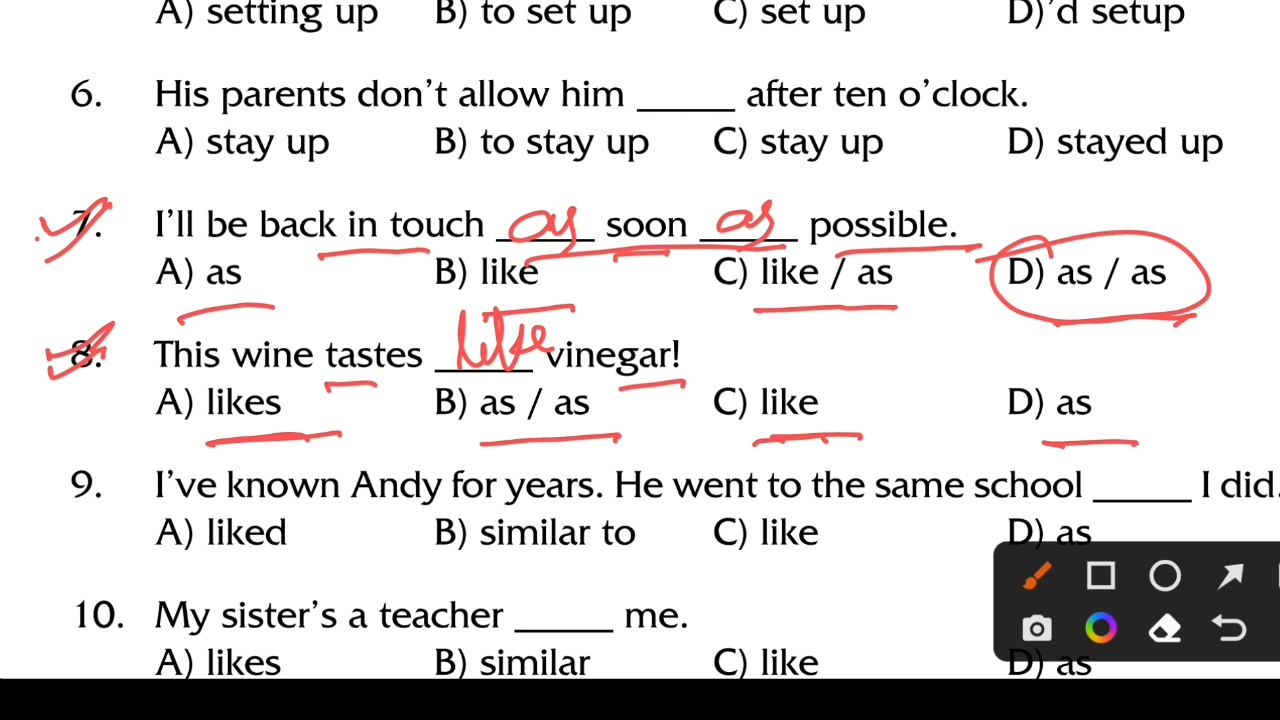 A) setting up B) to set up C) set up D)'d setup
6. His parents don't allow him _____ after ten o'clock.
A) stay up B) to stay up C) stay up D) stayed up
7. I'll be back in touch as soon as possible.
A) as B) like C) like / as D) as / as
8. This wine tastes like vinegar!
A) likes B) as / as C) like D) as
9. I've known Andy for years. He went to the same school _____ I did.
A) liked B) similar to C) like D) as
10. My sister's a teacher _____ me.
A) likes B) similar C) like D) as